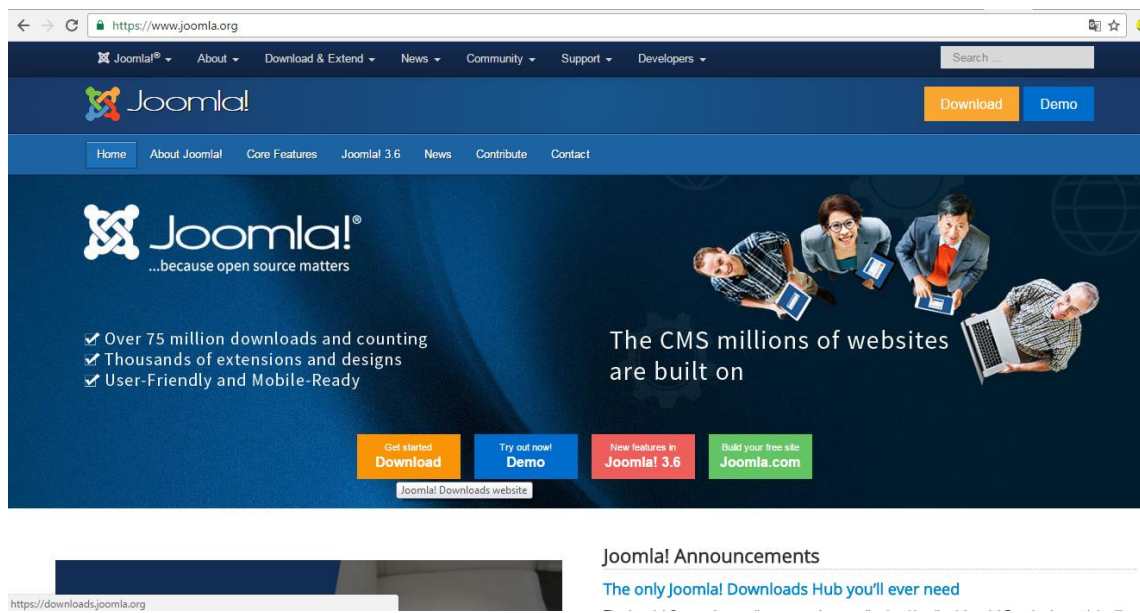 https://www.joomla.org
Joomla!® About Download & Extend News Community Support Developers Search ...
Joomla! Download Demo
Home About Joomla! Core Features Joomla! 3.6 News Contribute Contact
Joomla!®
...because open source matters
Over 75 million downloads and counting
Thousands of extensions and designs
User-Friendly and Mobile-Ready
The CMS millions of websites
are built on
Get started
Download
Try out now!
Demo
New features in
Joomla! 3.6
Build your free site
Joomla.com
Joomla! Downloads website
Joomla! Announcements
The only Joomla! Downloads Hub you'll ever need
https://downloads.joomla.org